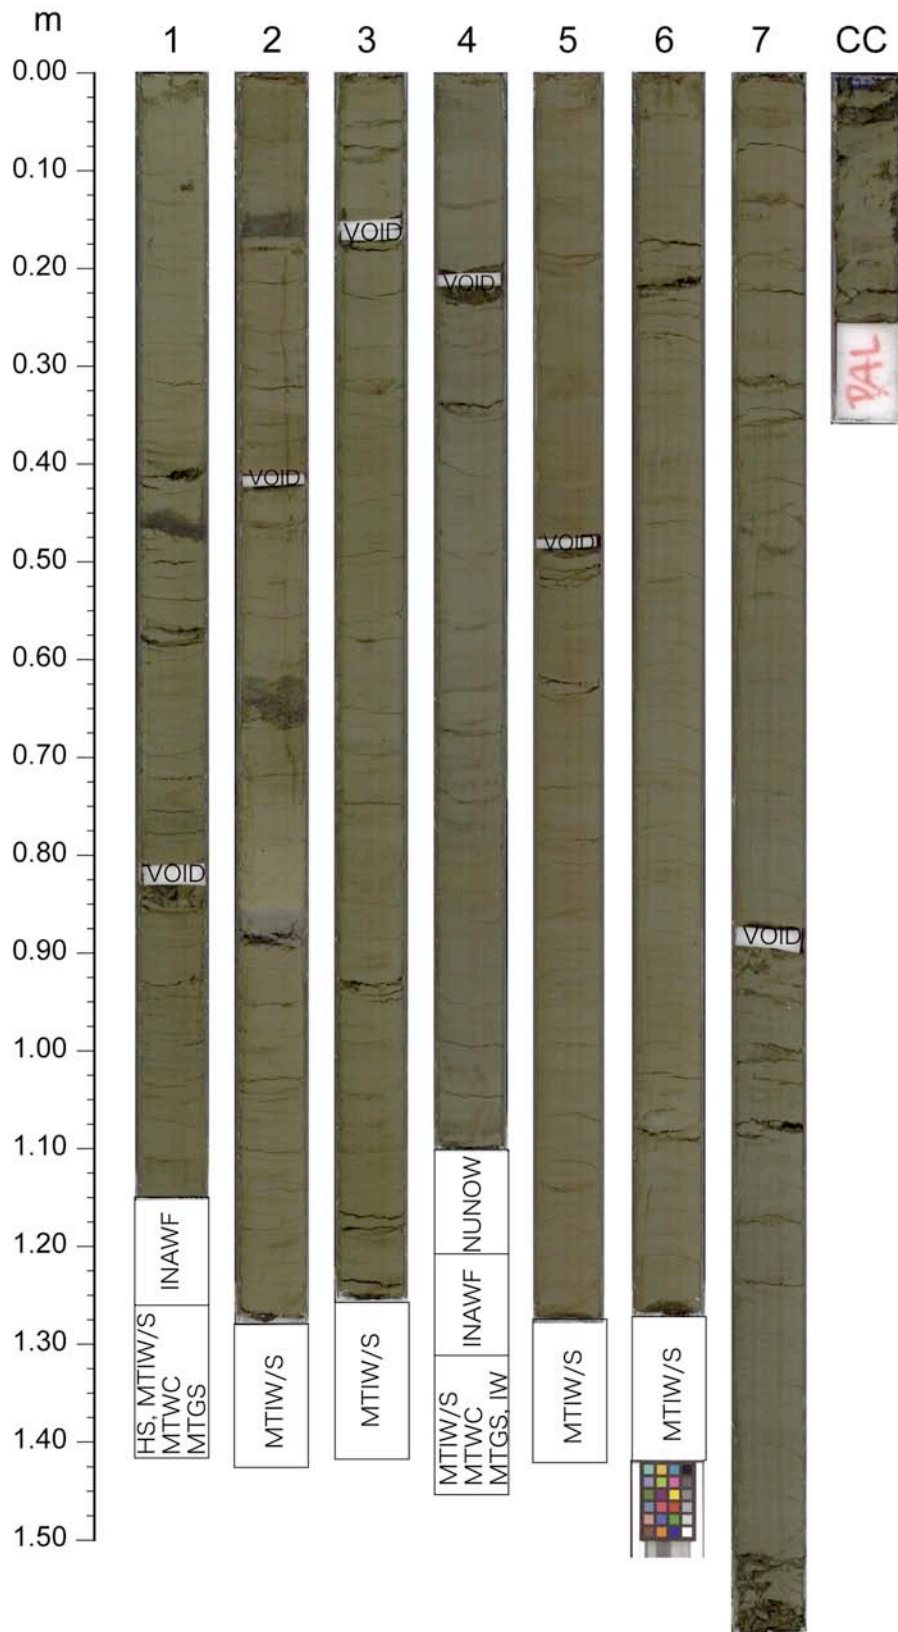 m
1 2 3 4 5 6 7 CC
0.00
0.10
0.20
0.30
0.40
0.50
0.60
0.70
0.80
0.90
1.00
1.10
1.20
1.30
1.40
1.50
VOID
INAWF
HS, MTIW/S
MTWC
MTGS
VOID
MTIW/S
VOID
MTIW/S
VOID
NUNOW
INAWF
MTIW/S
MTWC
MTGS, IW
VOID
MTIW/S
MTIW/S
VOID
PAL